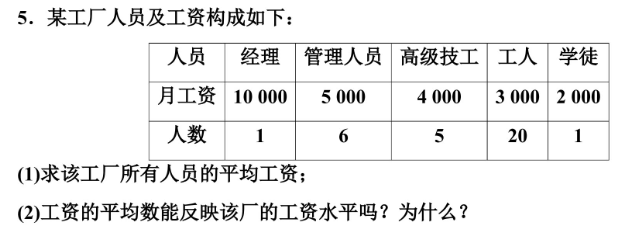 5．某工厂人员及工资构成如下：
人员 经理 管理人员 高级技工 工人 学徒
月工资 10 000 5 000 4 000 3 000 2 000
人数 1 6 5 20 1
(1)求该工厂所有人员的平均工资；
(2)工资的平均数能反映该厂的工资水平吗？为什么？